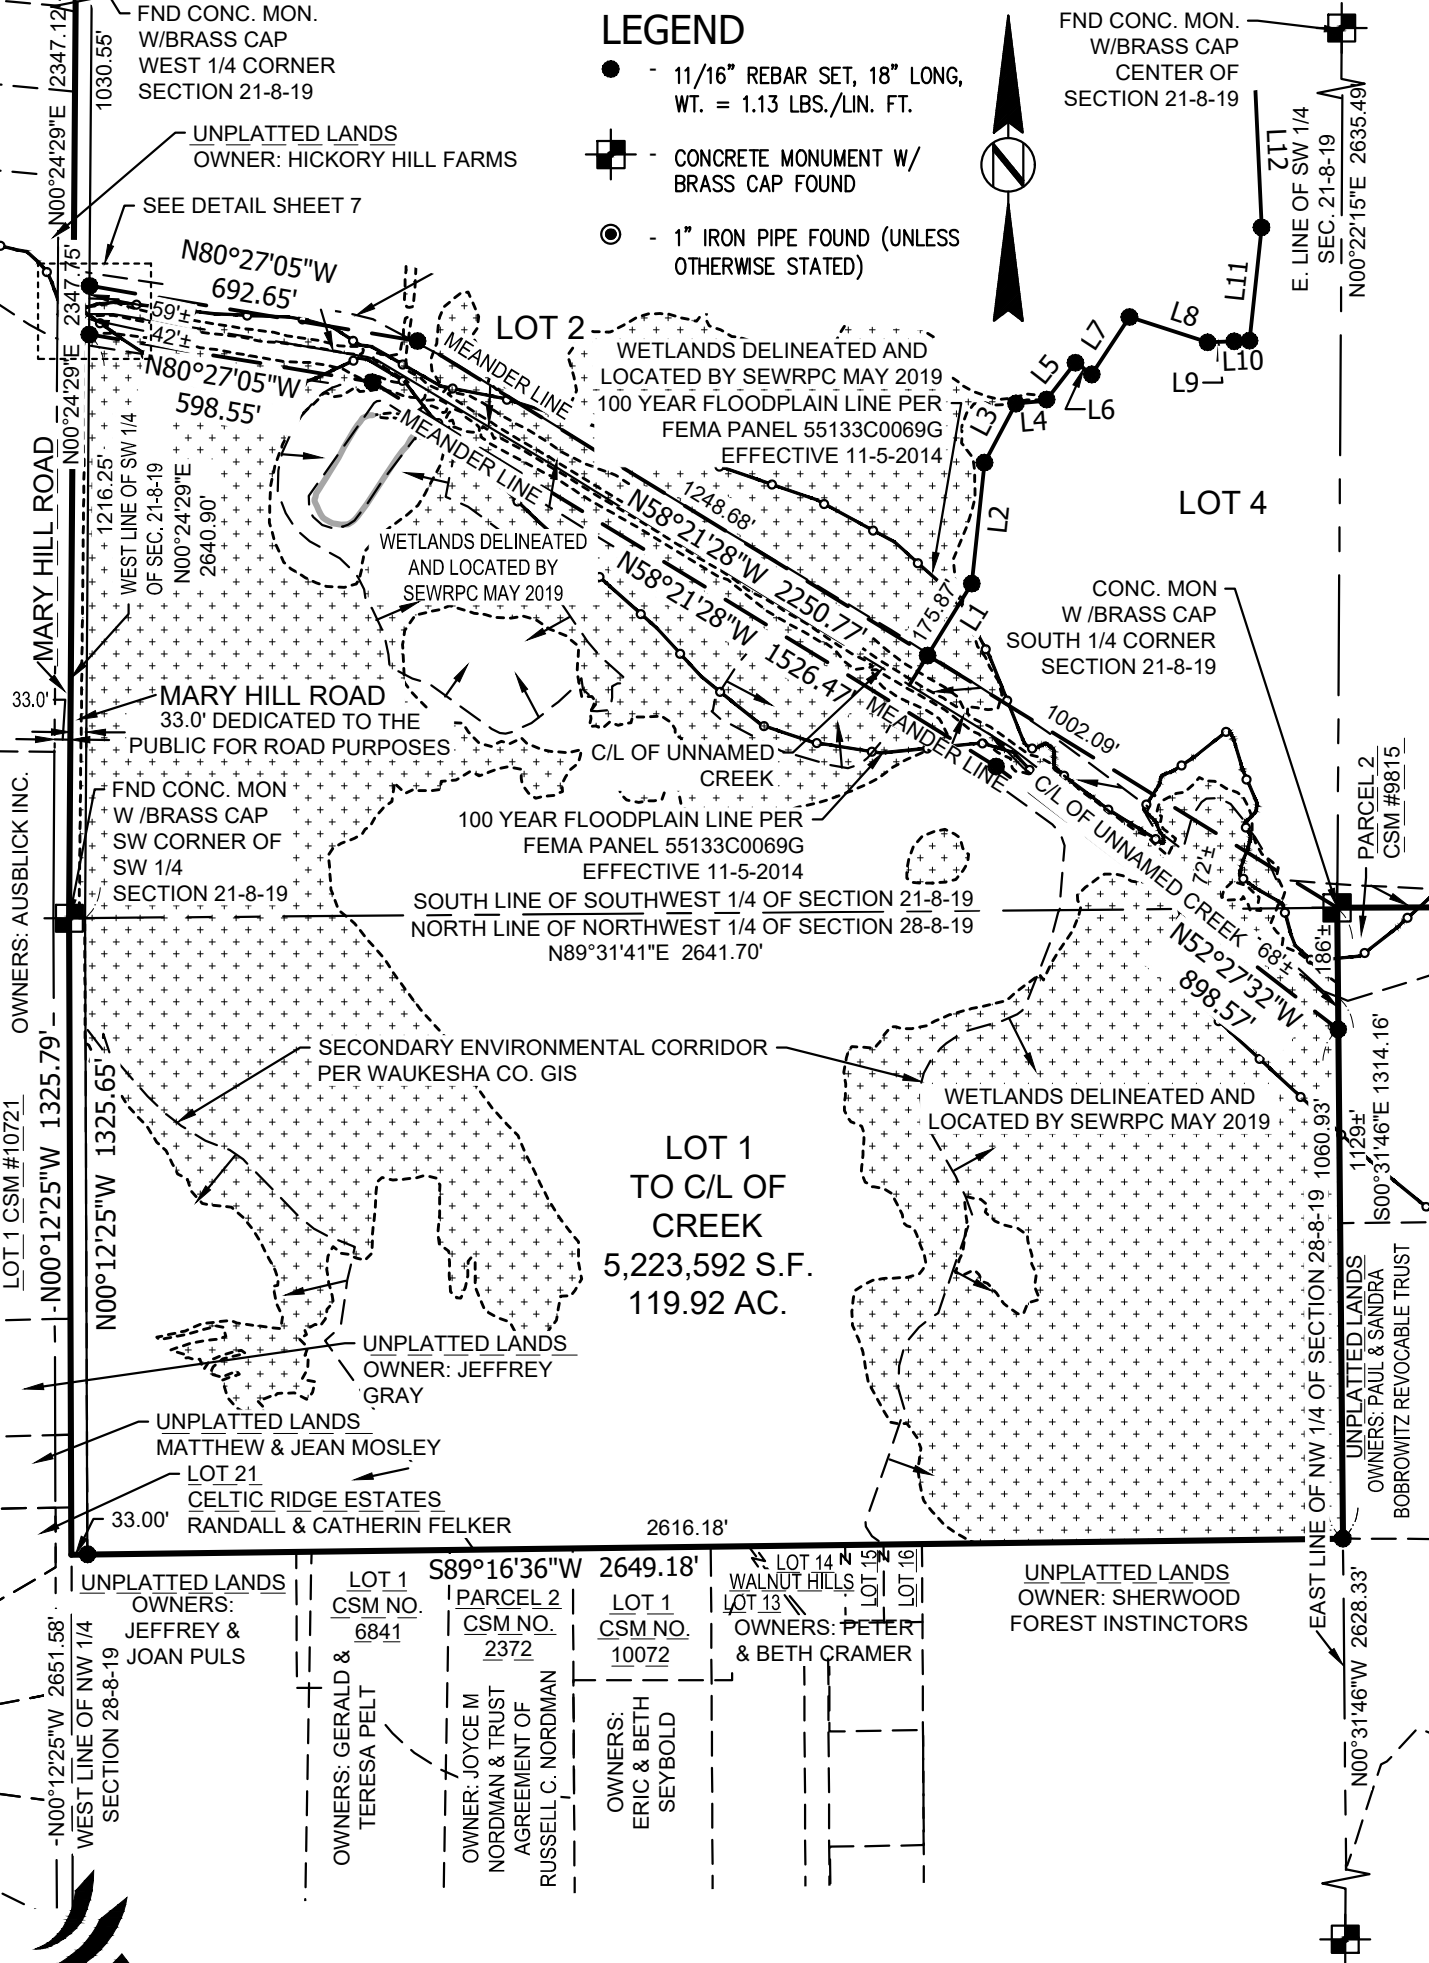 FND CONC. MON.
W/BRASS CAP
WEST 1/4 CORNER
SECTION 21-8-19
N00°24'29"E 2347.12'
1030.55'
LEGEND
- 11/16" REBAR SET, 18" LONG,
WT. = 1.13 LBS./LIN. FT.
- CONCRETE MONUMENT W/
BRASS CAP FOUND
- 1" IRON PIPE FOUND (UNLESS
OTHERWISE STATED)
N
FND CONC. MON.
W/BRASS CAP
CENTER OF
SECTION 21-8-19
E. LINE OF SW 1/4
SEC. 21-8-19
N00°22'15"E 2635.49'
UNPLATTED LANDS
OWNER: HICKORY HILL FARMS
SEE DETAIL SHEET 7
N80°27'05"W
692.65'
59'±
42'±
N80°27'05"W
598.55'
N00°24'29"E 2347.75'
LOT 2
MEANDER LINE
MEANDER LINE
WETLANDS DELINEATED AND
LOCATED BY SEWRPC MAY 2019
100 YEAR FLOODPLAIN LINE PER
FEMA PANEL 55133C0069G
EFFECTIVE 11-5-2014
L12
L11
L10
L9
L8
L7
L6
L5
L4
L3
L2
L1
LOT 4
MARY HILL ROAD
1216.25'
WEST LINE OF SW 1/4
OF SEC. 21-8-19
N00°24'29"E
2640.90'
WETLANDS DELINEATED
AND LOCATED BY
SEWRPC MAY 2019
1248.68'
N58°21'28"W 2250.77'
N58°21'28"W 1526.47'
175.87'
1002.09'
CONC. MON
W /BRASS CAP
SOUTH 1/4 CORNER
SECTION 21-8-19
33.0'
MARY HILL ROAD
33.0' DEDICATED TO THE
PUBLIC FOR ROAD PURPOSES
C/L OF UNNAMED
CREEK
MEANDER LINE
C/L OF UNNAMED CREEK
72'±
68'±
186'±
PARCEL 2
CSM #9815
FND CONC. MON
W /BRASS CAP
SW CORNER OF
SW 1/4
SECTION 21-8-19
100 YEAR FLOODPLAIN LINE PER
FEMA PANEL 55133C0069G
EFFECTIVE 11-5-2014
SOUTH LINE OF SOUTHWEST 1/4 OF SECTION 21-8-19
NORTH LINE OF NORTHWEST 1/4 OF SECTION 28-8-19
N89°31'41"E 2641.70'
N52°27'32"W
898.57'
OWNERS: AUSBLICK INC.
LOT 1 CSM #10721
N00°12'25"W 1325.79'
N00°12'25"W 1325.65'
SECONDARY ENVIRONMENTAL CORRIDOR
PER WAUKESHA CO. GIS
WETLANDS DELINEATED AND
LOCATED BY SEWRPC MAY 2019
LOT 1
TO C/L OF
CREEK
5,223,592 S.F.
119.92 AC.
EAST LINE OF NW 1/4 OF SECTION 28-8-19
1060.93'
1129±'
S00°31'46"E 1314.16'
UNPLATTED LANDS
OWNERS: PAUL & SANDRA
BOBROWITZ REVOCABLE TRUST
UNPLATTED LANDS
OWNER: JEFFREY
GRAY
UNPLATTED LANDS
MATTHEW & JEAN MOSLEY
LOT 21
CELTIC RIDGE ESTATES
RANDALL & CATHERIN FELKER
33.00'
2616.18'
S89°16'36"W 2649.18'
UNPLATTED LANDS
OWNERS:
JEFFREY &
JOAN PULS
LOT 1
CSM NO.
6841
OWNERS: GERALD &
TERESA PELT
PARCEL 2
CSM NO.
2372
OWNER: JOYCE M
NORDMAN & TRUST
AGREEMENT OF
RUSSELL C. NORDMAN
LOT 1
CSM NO.
10072
OWNERS:
ERIC & BETH
SEYBOLD
LOT 14
WALNUT HILLS
LOT 13
OWNERS: PETER
& BETH CRAMER
LOT 15
LOT 16
UNPLATTED LANDS
OWNER: SHERWOOD
FOREST INSTINCTORS
N00°12'25"W 2651.58'
WEST LINE OF NW 1/4
SECTION 28-8-19
N00°31'46"W 2628.33'